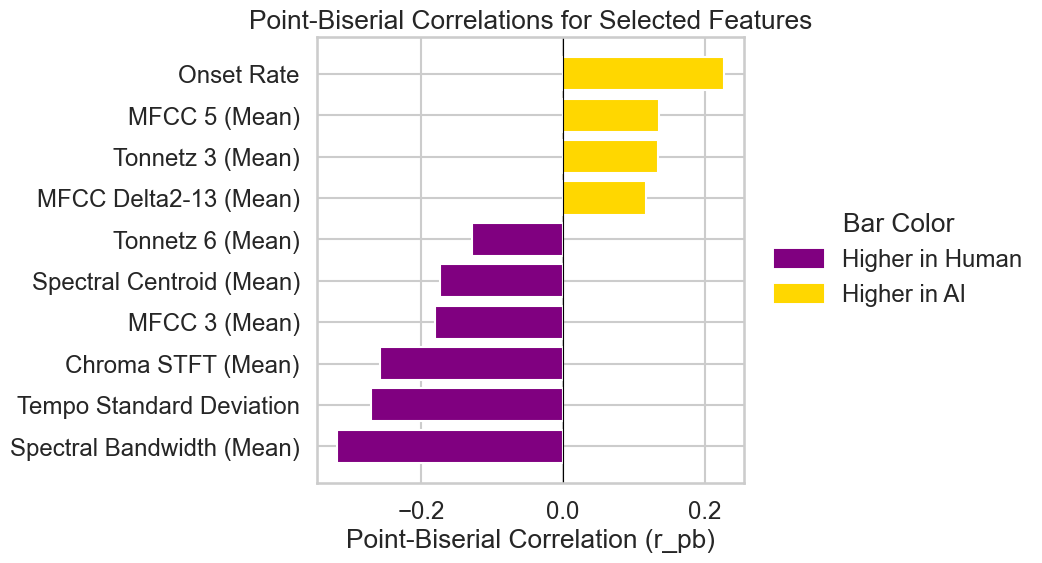 Point-Biserial Correlations for Selected Features
Onset Rate
MFCC 5 (Mean)
Tonnetz 3 (Mean)
MFCC Delta2-13 (Mean)
Tonnetz 6 (Mean)
Spectral Centroid (Mean)
MFCC 3 (Mean)
Chroma STFT (Mean)
Tempo Standard Deviation
Spectral Bandwidth (Mean)
−0.2 0.0 0.2
Point-Biserial Correlation (r_pb)
Bar Color
Higher in Human
Higher in AI